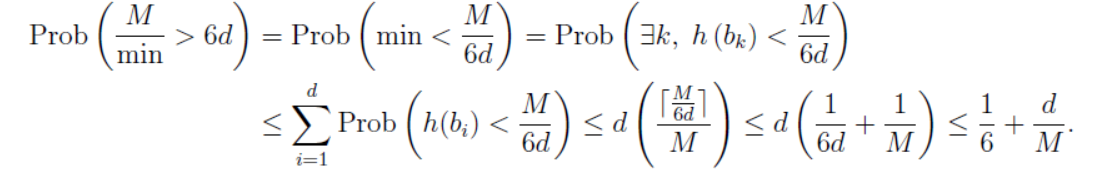 Prob ( M/min > 6d ) = Prob ( min < M/6d ) = Prob ( ∃k, h (b_k) < M/6d )
≤ ∑_{i=1}^{d} Prob ( h(b_i) < M/6d ) ≤ d ( ⌈M/6d⌉/M ) ≤ d ( 1/6d + 1/M ) ≤ 1/6 + d/M.